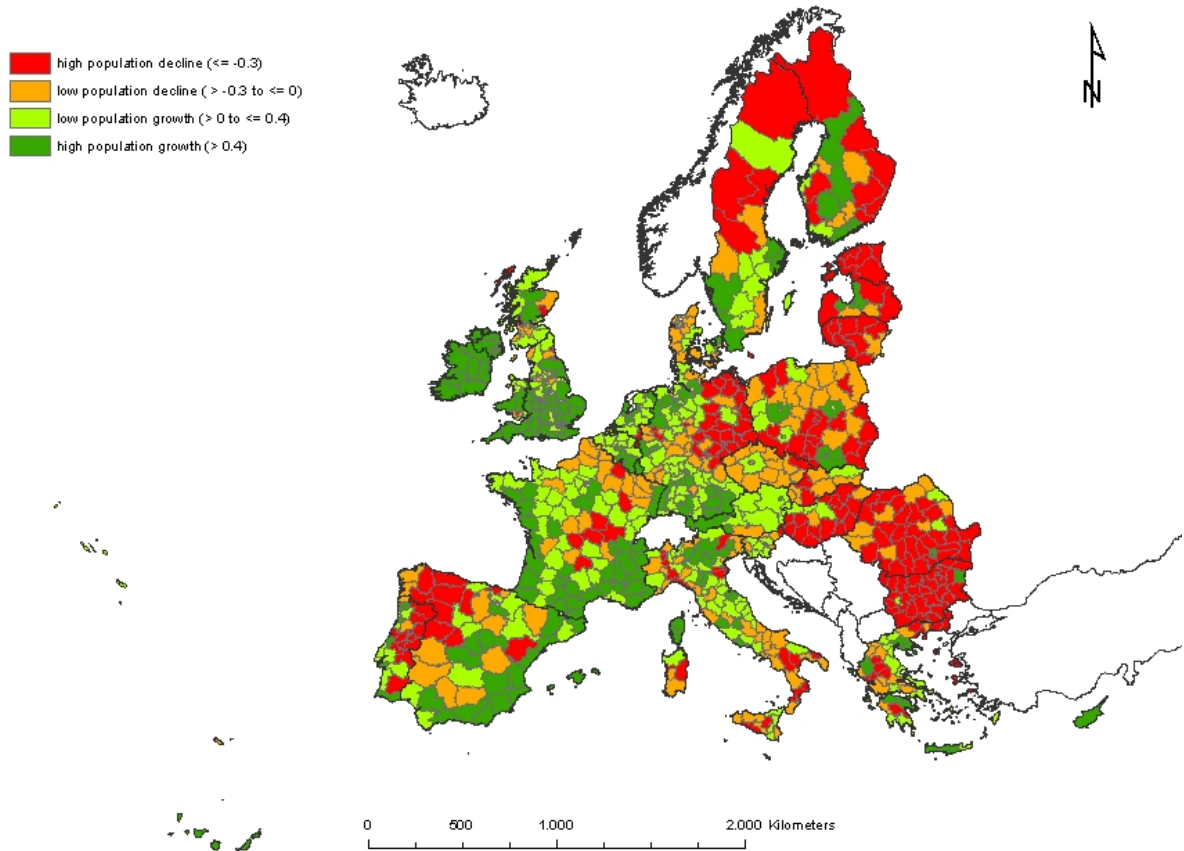 high population decline (<= -0.3)
low population decline ( > -0.3 to <= 0)
low population growth (> 0 to <= 0.4)
high population growth (> 0.4)
N
0 500 1.000 2.000 Kilometers